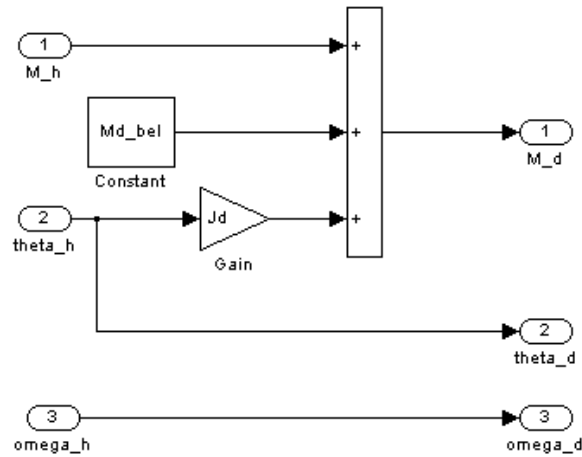 1
+
M_h
Md_bel
+
1
M_d
Constant
2
Jd
+
theta_h
Gain
2
theta_d
3
3
omega_h
omega_d